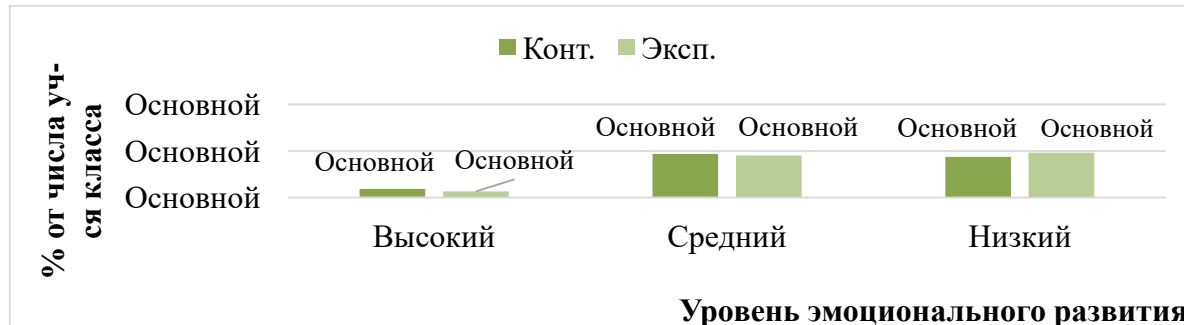 Конт. Эксп.
% от числа уч-
ся класса
Основной
Основной
Основной
Основной
Основной
Основной
Основной
Основной
Основной
Высокий
Средний
Низкий
Уровень эмоционального развития